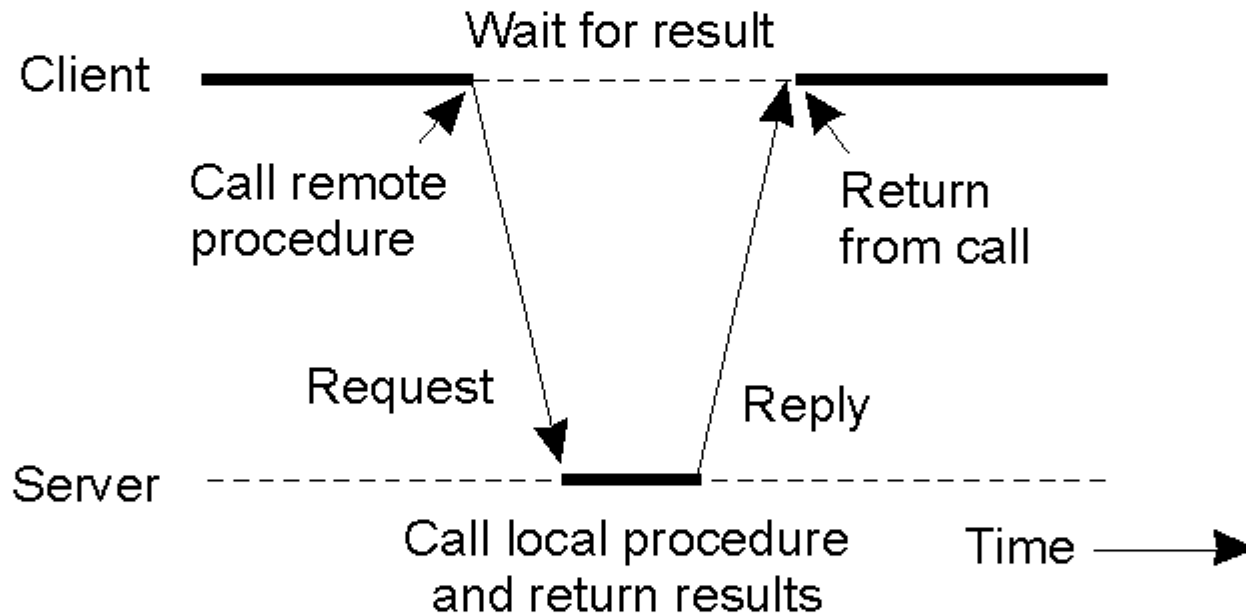 Wait for result
Client
Call remote
procedure
Return
from call
Request
Reply
Server
Call local procedure
and return results
Time